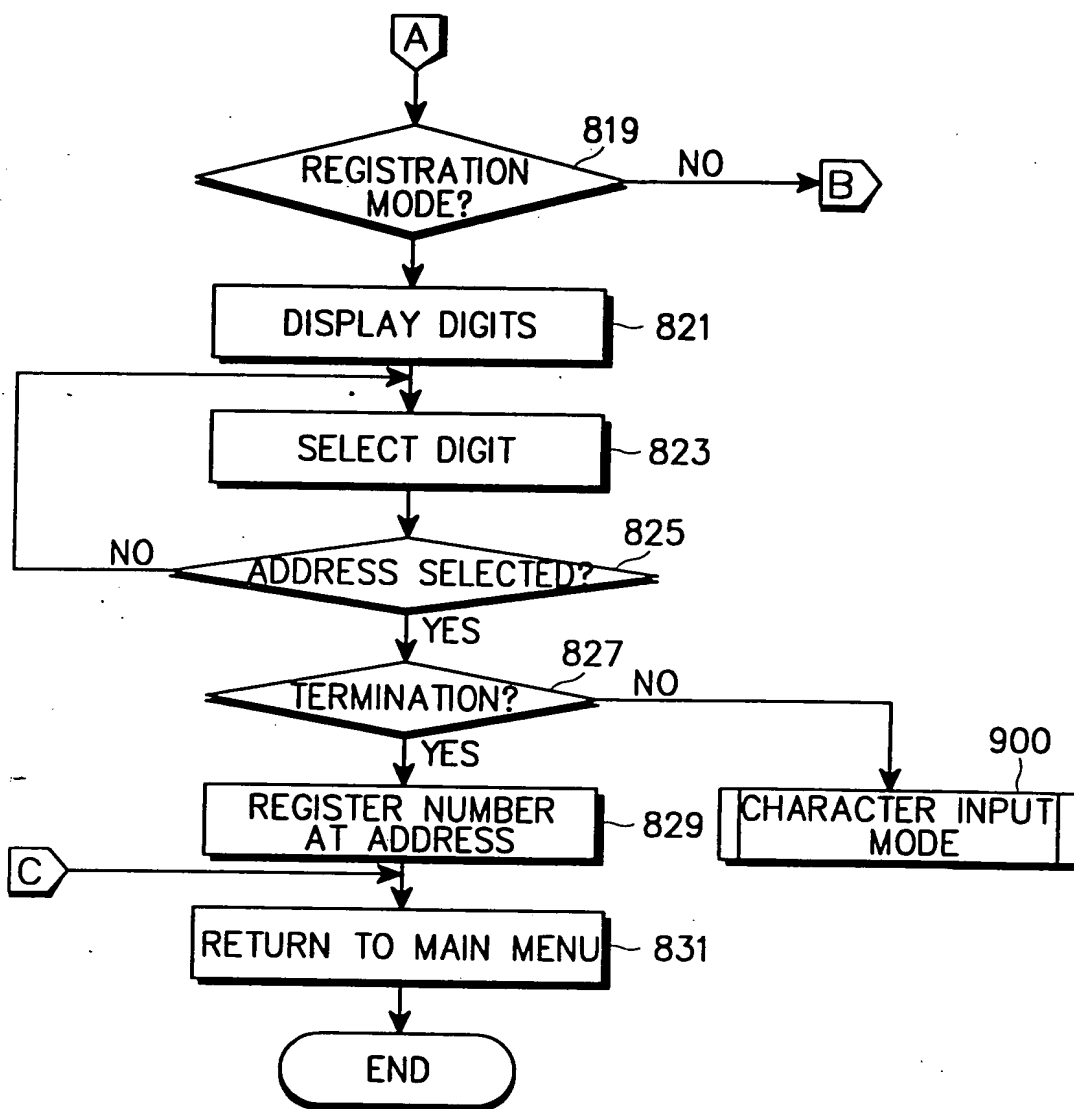 A
819
REGISTRATION
MODE?
NO
B
DISPLAY DIGITS
821
SELECT DIGIT
823
825
NO
ADDRESS SELECTED?
YES
827
TERMINATION?
NO
YES
900
REGISTER NUMBER
AT ADDRESS
829
CHARACTER INPUT
MODE
C
RETURN TO MAIN MENU
831
END